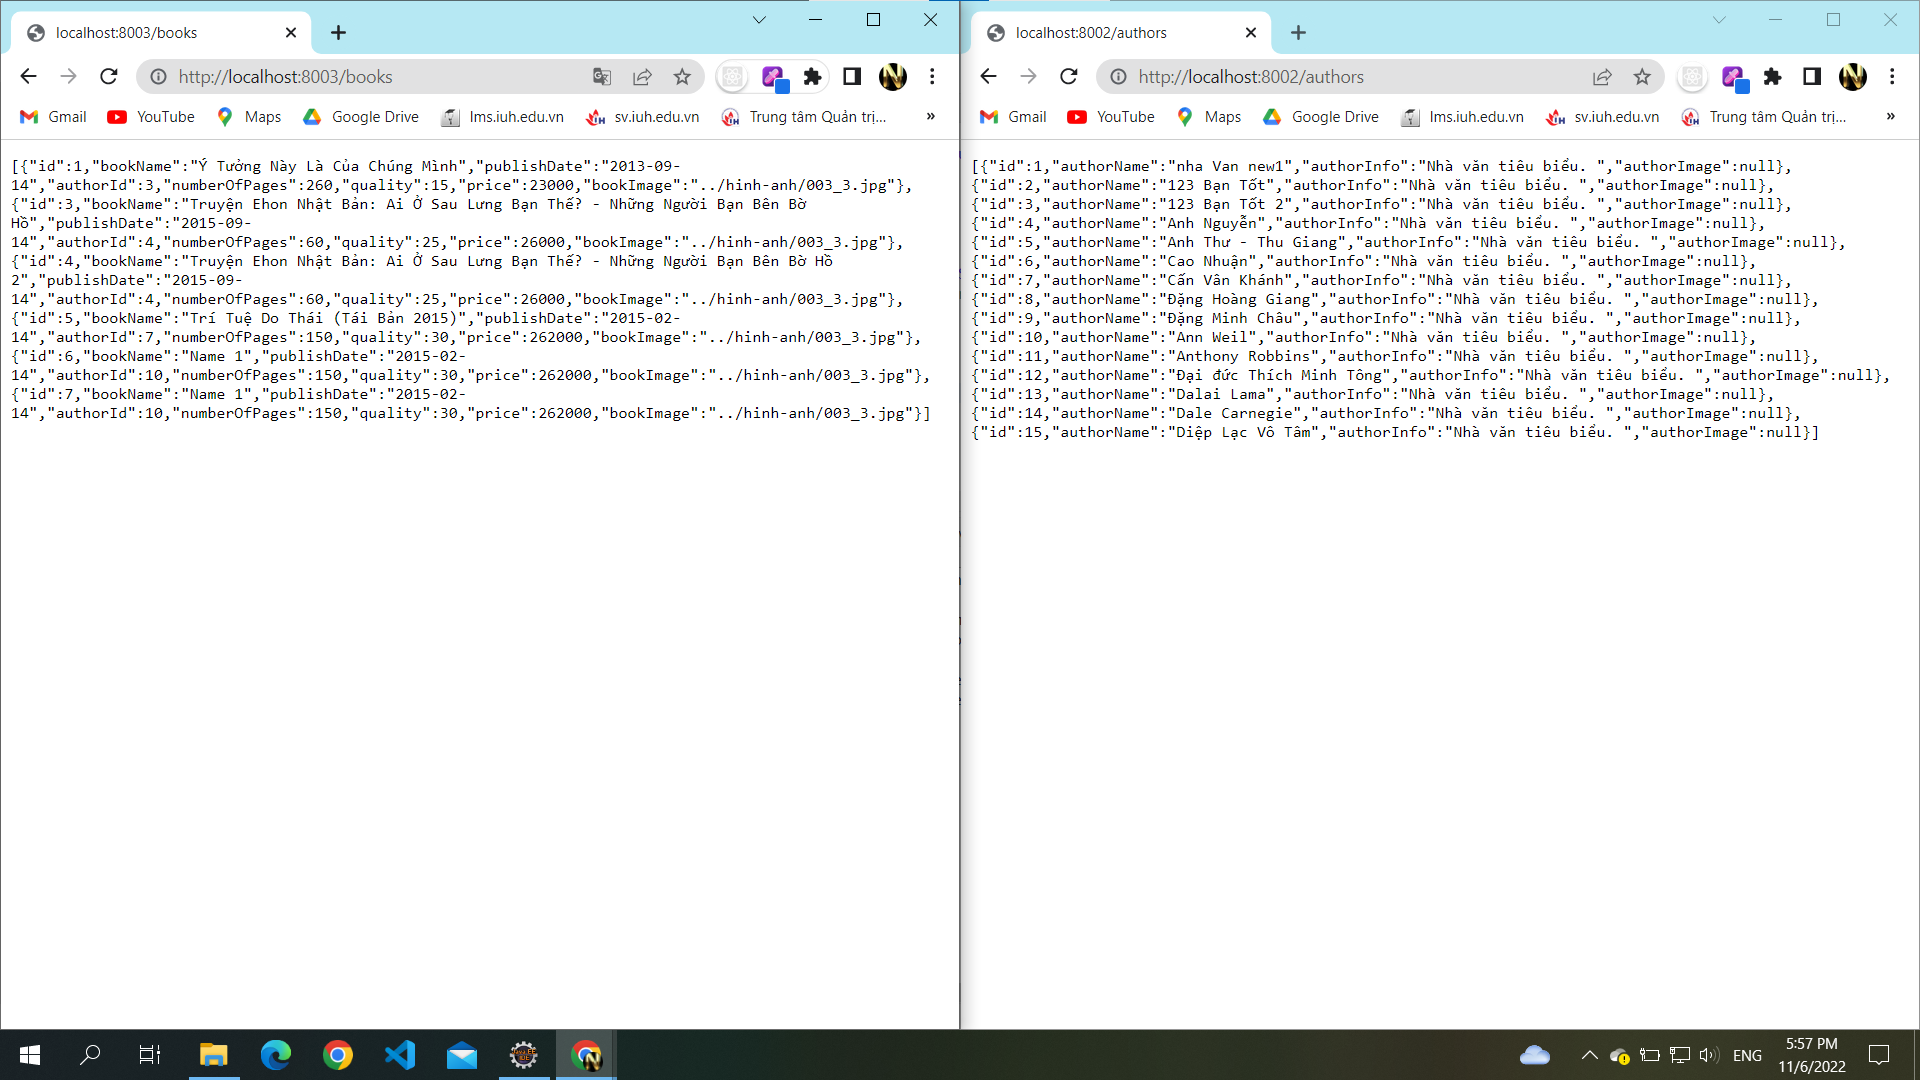 localhost:8003/books
http://localhost:8003/books
Gmail YouTube Maps Google Drive lms.iuh.edu.vn sv.iuh.edu.vn Trung tâm Quản trị... »
[{"id":1,"bookName":"Ý Tưởng Này Là Của Chúng Mình","publishDate":"2013-09-
14","authorId":3,"numberOfPages":260,"quality":15,"price":23000,"bookImage":"../hinh-anh/003_3.jpg"},
{"id":3,"bookName":"Truyện Ehon Nhật Bản: Ai Ở Sau Lưng Bạn Thế? - Những Người Bạn Bên Bờ
Hồ","publishDate":"2015-09-
14","authorId":4,"numberOfPages":60,"quality":25,"price":26000,"bookImage":"../hinh-anh/003_3.jpg"},
{"id":4,"bookName":"Truyện Ehon Nhật Bản: Ai Ở Sau Lưng Bạn Thế? - Những Người Bạn Bên Bờ Hồ
2","publishDate":"2015-09-
14","authorId":4,"numberOfPages":60,"quality":25,"price":26000,"bookImage":"../hinh-anh/003_3.jpg"},
{"id":5,"bookName":"Trí Tuệ Do Thái (Tái Bản 2015)","publishDate":"2015-02-
14","authorId":7,"numberOfPages":150,"quality":30,"price":262000,"bookImage":"../hinh-anh/003_3.jpg"},
{"id":6,"bookName":"Name 1","publishDate":"2015-02-
14","authorId":10,"numberOfPages":150,"quality":30,"price":262000,"bookImage":"../hinh-anh/003_3.jpg"},
{"id":7,"bookName":"Name 1","publishDate":"2015-02-
14","authorId":10,"numberOfPages":150,"quality":30,"price":262000,"bookImage":"../hinh-anh/003_3.jpg"}]
localhost:8002/authors
http://localhost:8002/authors
Gmail YouTube Maps Google Drive lms.iuh.edu.vn sv.iuh.edu.vn Trung tâm Quản trị... »
[{"id":1,"authorName":"nha Van new1","authorInfo":"Nhà văn tiêu biểu. ","authorImage":null},
{"id":2,"authorName":"123 Bạn Tốt","authorInfo":"Nhà văn tiêu biểu. ","authorImage":null},
{"id":3,"authorName":"123 Bạn Tốt 2","authorInfo":"Nhà văn tiêu biểu. ","authorImage":null},
{"id":4,"authorName":"Anh Nguyễn","authorInfo":"Nhà văn tiêu biểu. ","authorImage":null},
{"id":5,"authorName":"Anh Thư - Thu Giang","authorInfo":"Nhà văn tiêu biểu. ","authorImage":null},
{"id":6,"authorName":"Cao Nhuận","authorInfo":"Nhà văn tiêu biểu. ","authorImage":null},
{"id":7,"authorName":"Cấn Vân Khánh","authorInfo":"Nhà văn tiêu biểu. ","authorImage":null},
{"id":8,"authorName":"Đặng Hoàng Giang","authorInfo":"Nhà văn tiêu biểu. ","authorImage":null},
{"id":9,"authorName":"Đặng Minh Châu","authorInfo":"Nhà văn tiêu biểu. ","authorImage":null},
{"id":10,"authorName":"Ann Weil","authorInfo":"Nhà văn tiêu biểu. ","authorImage":null},
{"id":11,"authorName":"Anthony Robbins","authorInfo":"Nhà văn tiêu biểu. ","authorImage":null},
{"id":12,"authorName":"Đại đức Thích Minh Tông","authorInfo":"Nhà văn tiêu biểu. ","authorImage":null},
{"id":13,"authorName":"Dalai Lama","authorInfo":"Nhà văn tiêu biểu. ","authorImage":null},
{"id":14,"authorName":"Dale Carnegie","authorInfo":"Nhà văn tiêu biểu. ","authorImage":null},
{"id":15,"authorName":"Diệp Lạc Vô Tâm","authorInfo":"Nhà văn tiêu biểu. ","authorImage":null}]
ENG
5:57 PM
11/6/2022